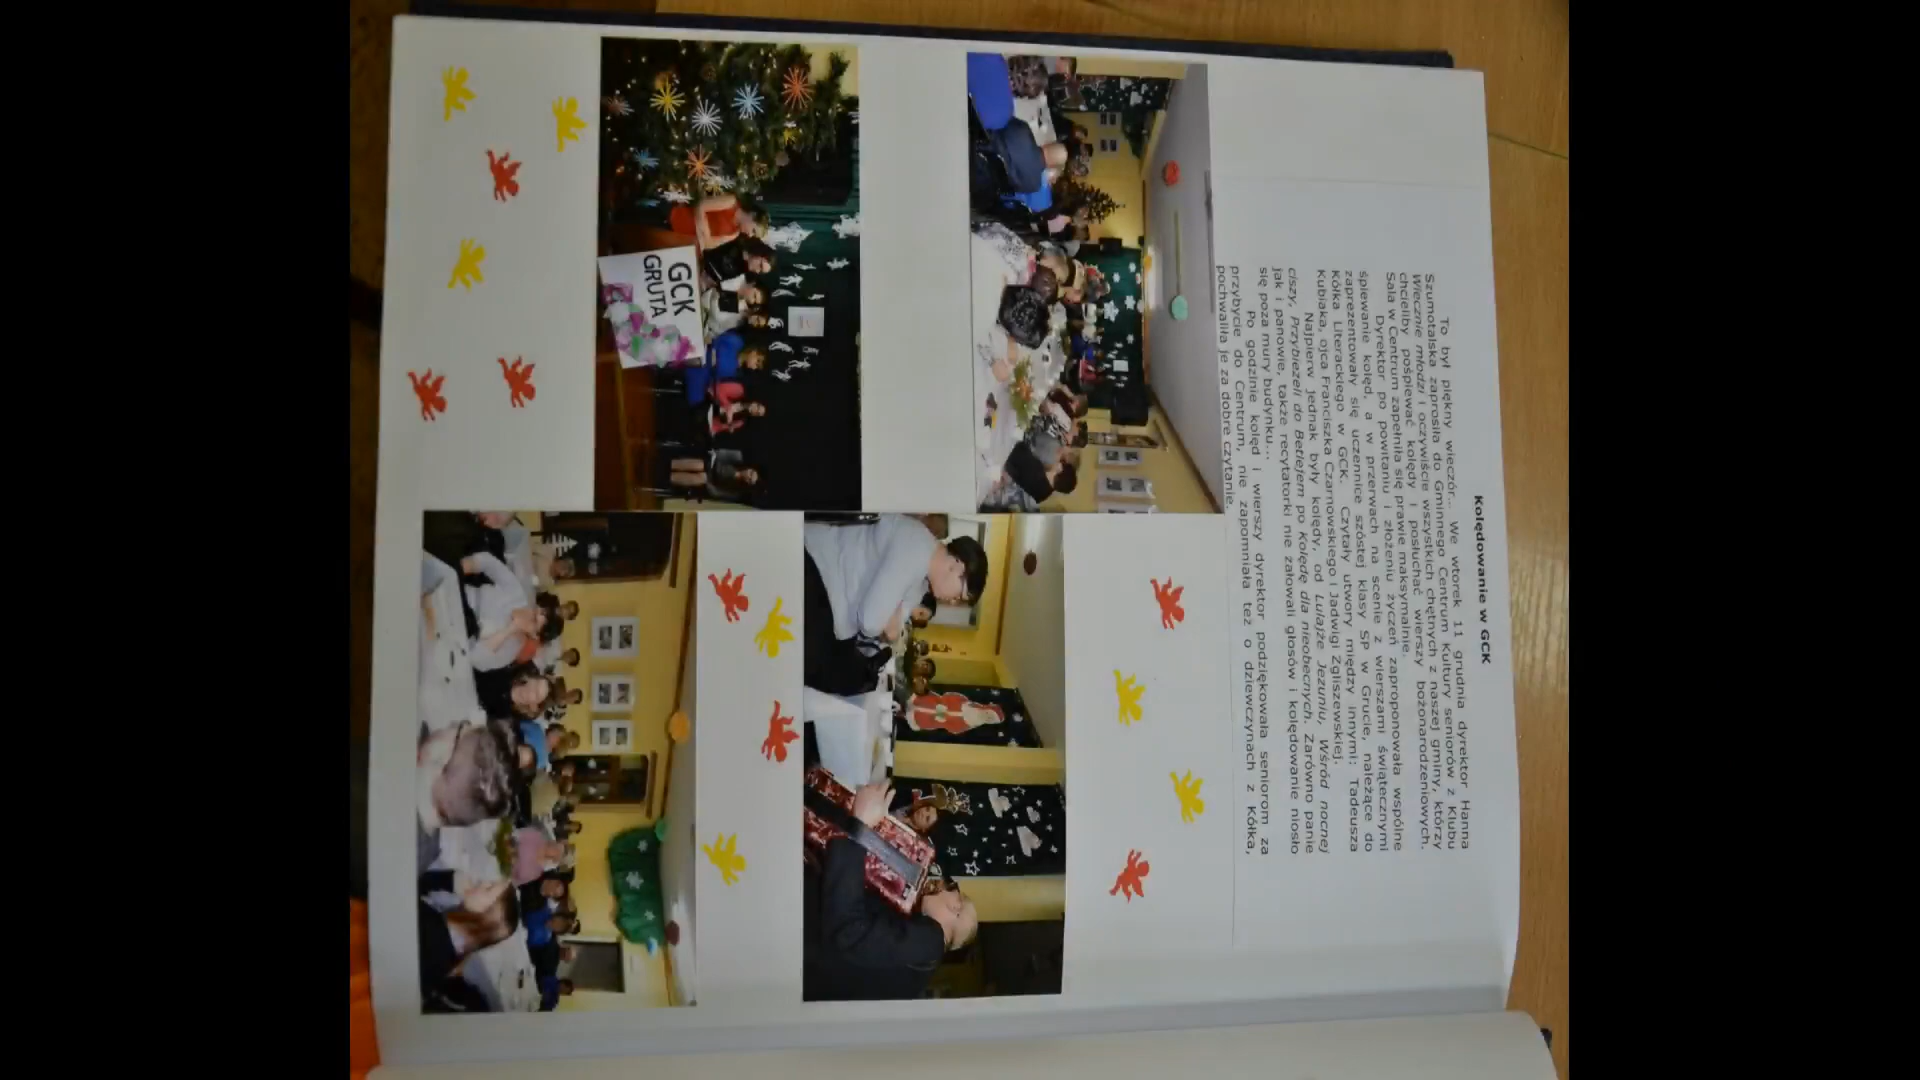 Kolędowanie w GCK
To był piękny wieczór... We wtorek 11 grudnia dyrektor Hanna
Szumotalska zaprosiła do Gminnego Centrum Kultury seniorów z Klubu
Wiecznie młodzi i oczywiście wszystkich chętnych z naszej gminy, którzy
chcieliby pośpiewać kolędy i posłuchać wierszy bożonarodzeniowych.
Sala w Centrum zapełniła się prawie maksymalnie.
Dyrektor po powitaniu i złożeniu życzeń zaproponowała wspólne
śpiewanie kolęd, a w przerwach na scenie z wierszami świątecznymi
zaprezentowały się uczennice szóstej klasy SP w Grucie, należące do
Kółka Literackiego w GCK. Czytały utwory między innymi: Tadeusza
Kubiaka, ojca Franciszka Czarnowskiego i Jadwigi Zgliszewskiej.
Najpierw jednak były kolędy, od Lulajże Jezuniu, Wśród nocnej
ciszy, Przybieżeli do Betlejem po Kolędę dla nieobecnych. Zarówno panie
jak i panowie, także recytatorki nie żałowali głosów i kolędowanie niosło
się poza mury budynku...
Po godzinie kolęd i wierszy dyrektor podziękowała seniorom za
przybycie do Centrum, nie zapomniała też o dziewczynach z Kółka,
pochwaliła je za dobre czytanie.
GCK
GRUTA